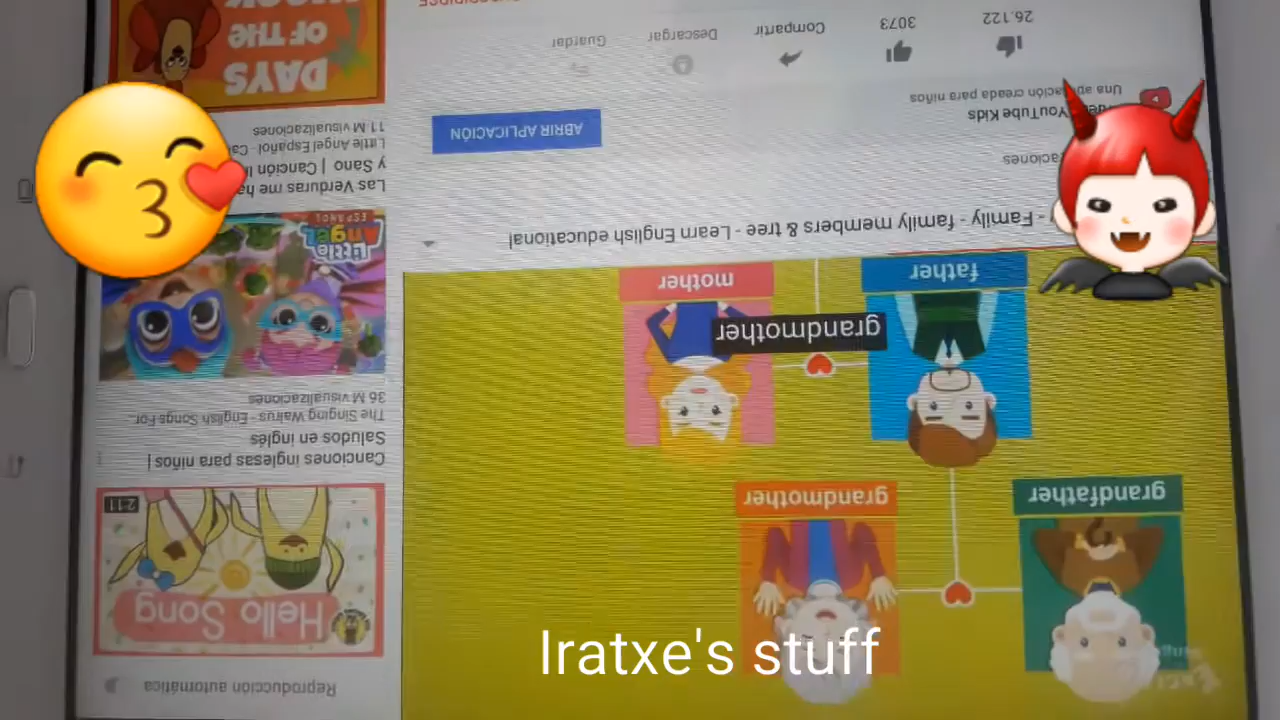 Reproducción automática
Hello Song
2:11
Canciones inglesas para niños |
Saludos en inglés
The Singing Walrus - English Songs For...
36 M visualizaciones
Little
Angel
ESPAÑOL
Las Verduras me ha
y Sano | Canción I
Little Angel Español - Ca
11 M visualizaciones
DAYS
OF THE
grandfather
grandmother
father
mother
grandmother
- Family - family members & tree - Learn English educational
YouTube Kids
Una aplicación creada para niños
ABRIR APLICACIÓN
26.122
3073
Compartir
Descargar
Guardar
Iratxe's stuff